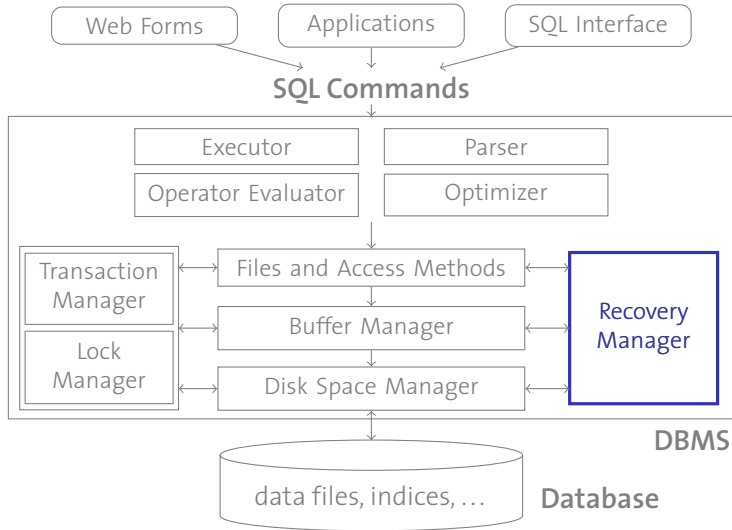 Web Forms
Applications
SQL Interface
SQL Commands
Executor
Parser
Operator Evaluator
Optimizer
Transaction
Manager
Files and Access Methods
Recovery
Manager
Buffer Manager
Lock
Manager
Disk Space Manager
DBMS
data files, indices, …
Database